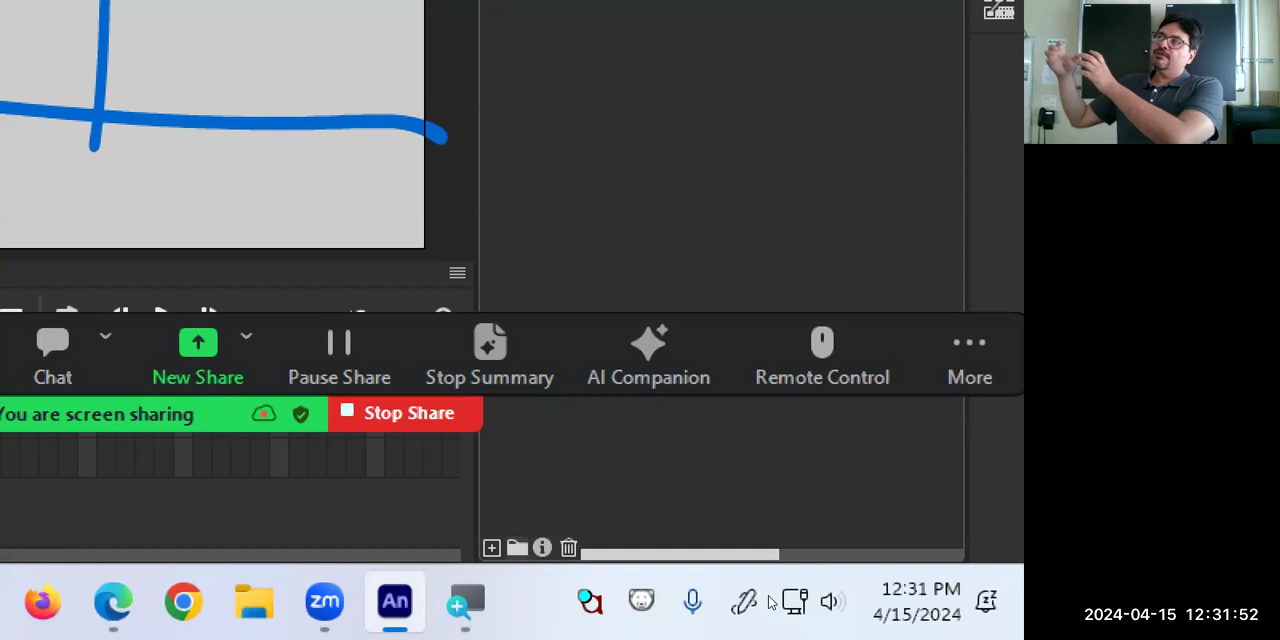 Chat
New Share
Pause Share
Stop Summary
AI Companion
Remote Control
More
You are screen sharing
Stop Share
zm
An
12:31 PM
4/15/2024
2024-04-15 12:31:52